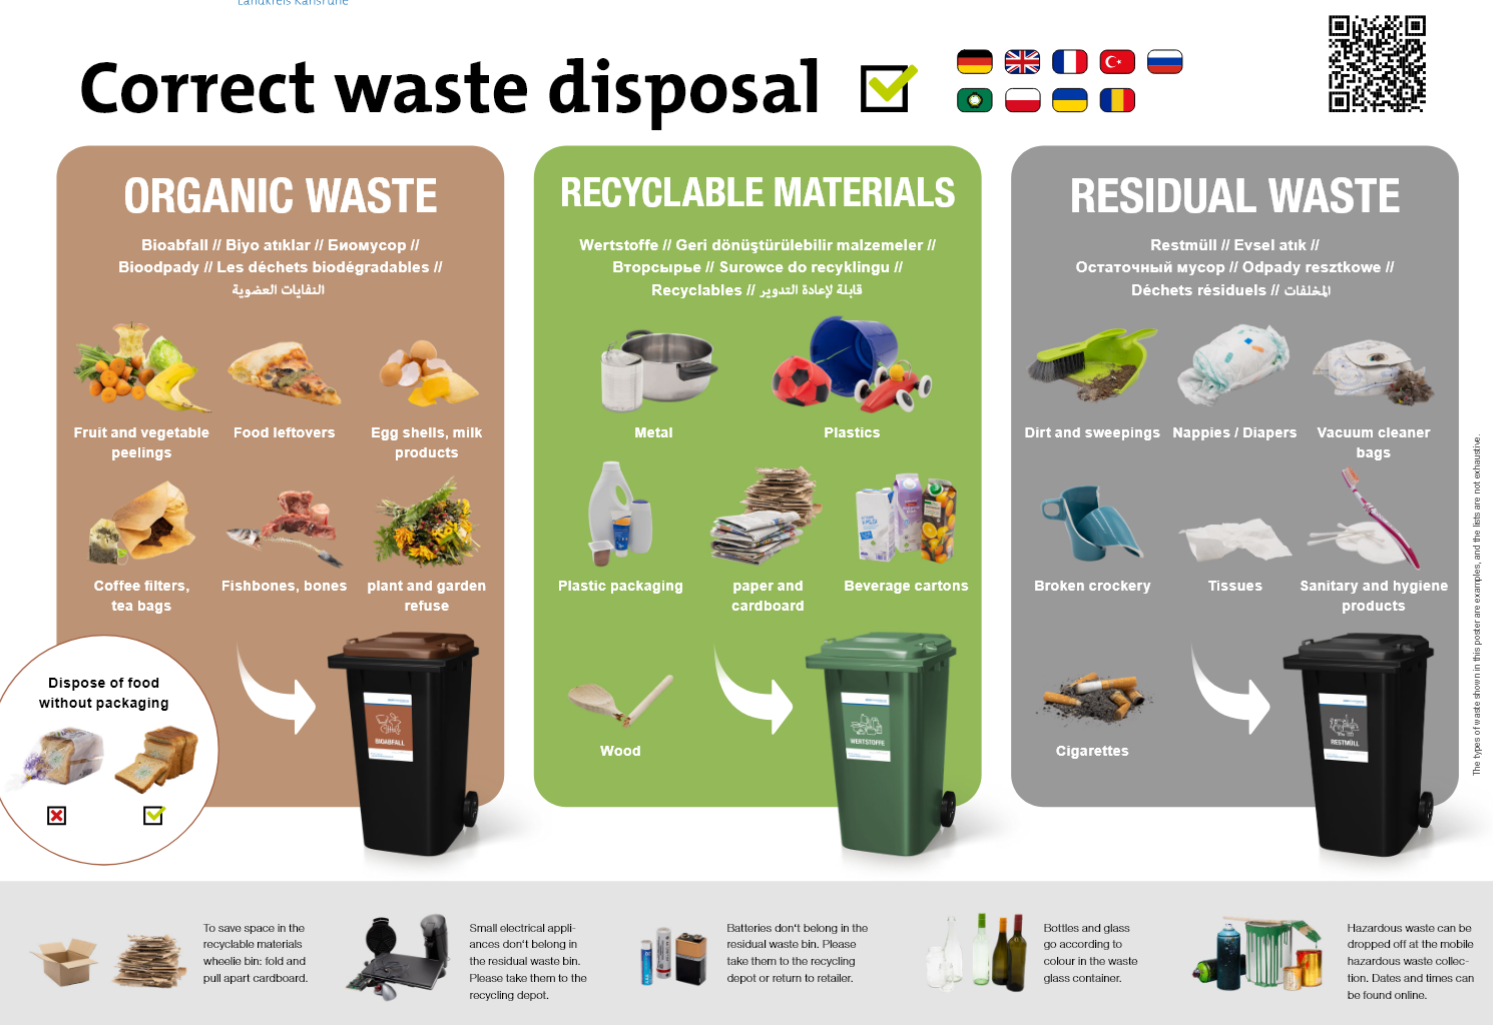 Landkreis Karlsruhe
Correct waste disposal
ORGANIC WASTE
Bioabfall // Biyo atıklar // Биомусор //
Bioodpady // Les déchets biodégradables //
النفايات العضوية
Fruit and vegetable
peelings
Food leftovers
Egg shells, milk
products
Coffee filters,
tea bags
Fishbones, bones
plant and garden
refuse
Dispose of food
without packaging
BIOABFALL
RECYCLABLE MATERIALS
Wertstoffe // Geri dönüştürülebilir malzemeler //
Вторсырье // Surowce do recyklingu //
Recyclables // قابلة لإعادة التدوير
Metal
Plastics
Plastic packaging
paper and
cardboard
Beverage cartons
Wood
WERTSTOFFE
RESIDUAL WASTE
Restmüll // Evsel atık //
Остаточный мусор // Odpady resztkowe //
Déchets résiduels // المخلفات
Dirt and sweepings
Nappies / Diapers
Vacuum cleaner
bags
Broken crockery
Tissues
Sanitary and hygiene
products
Cigarettes
RESTMÜLL
The types of waste shown in this poster are examples, and the lists are not exhaustive.
To save space in the
recyclable materials
wheelie bin: fold and
pull apart cardboard.
Small electrical appli-
ances don't belong in
the residual waste bin.
Please take them to the
recycling depot.
Batteries don't belong in the
residual waste bin. Please
take them to the recycling
depot or return to retailer.
Bottles and glass
go according to
colour in the waste
glass container.
Hazardous waste can be
dropped off at the mobile
hazardous waste collec-
tion. Dates and times can
be found online.